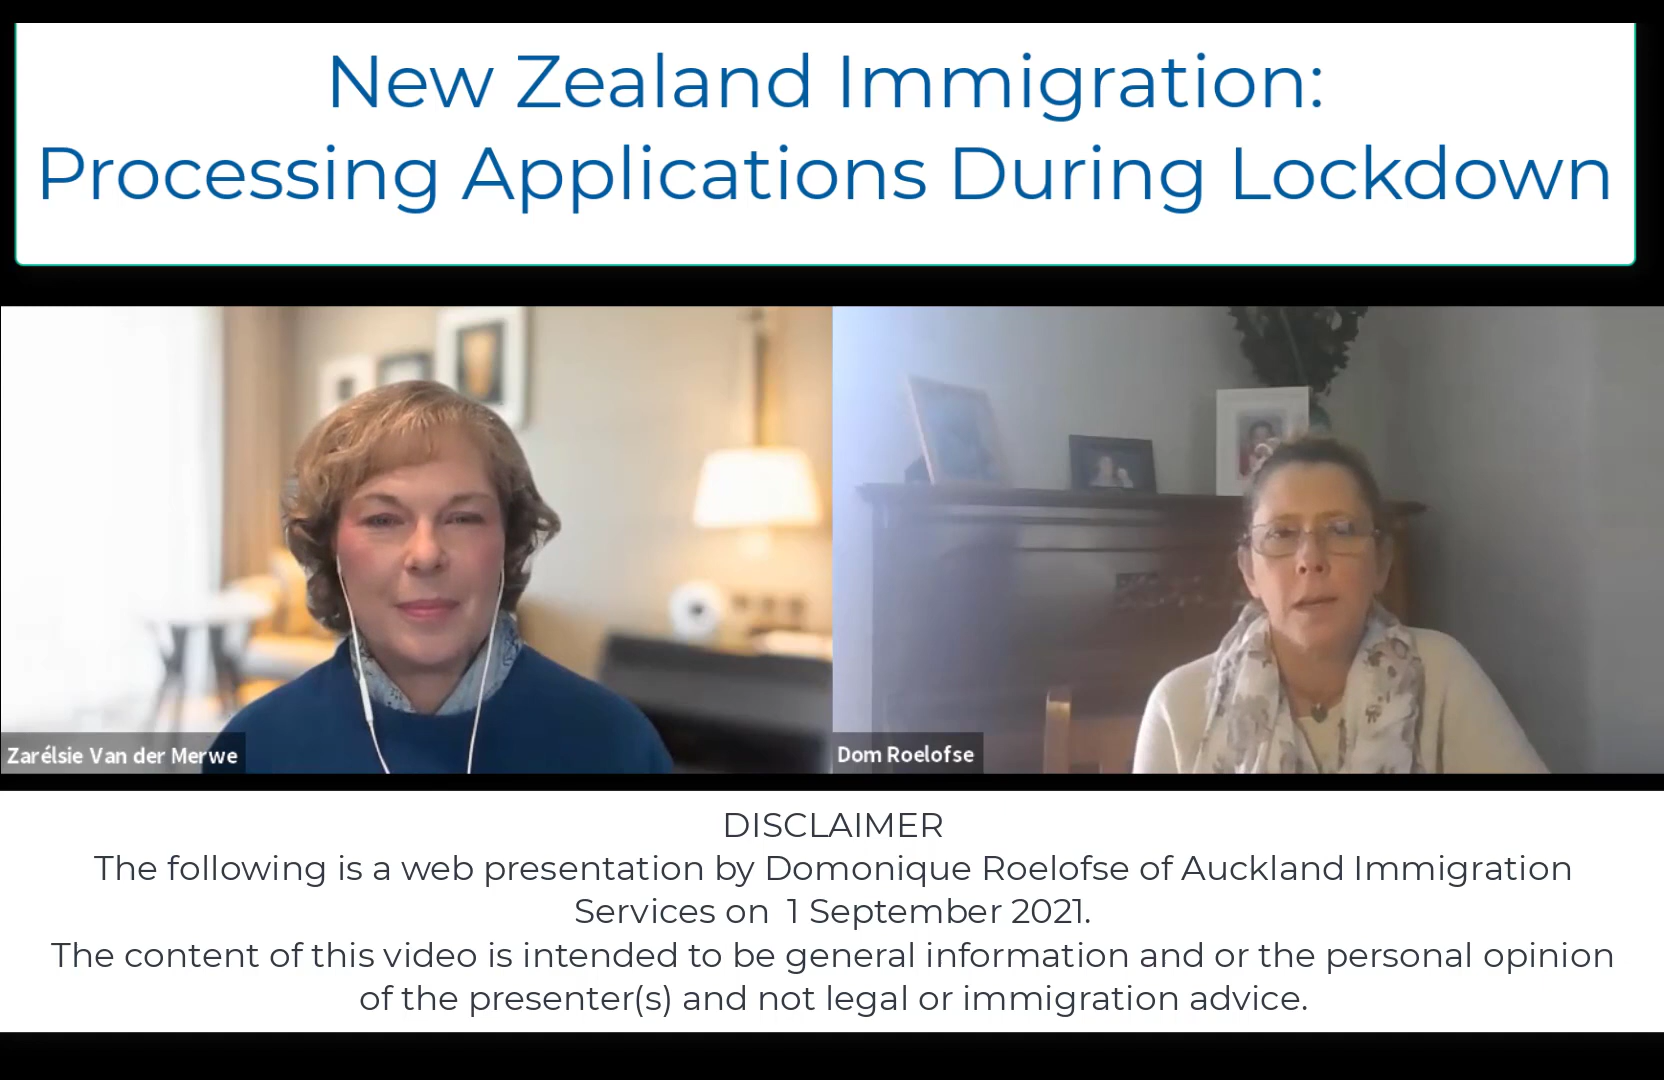 New Zealand Immigration:
Processing Applications During Lockdown
Zarélsie Van der Merwe
Dom Roelofse
DISCLAIMER
The following is a web presentation by Domonique Roelofse of Auckland Immigration
Services on 1 September 2021.
The content of this video is intended to be general information and or the personal opinion
of the presenter(s) and not legal or immigration advice.